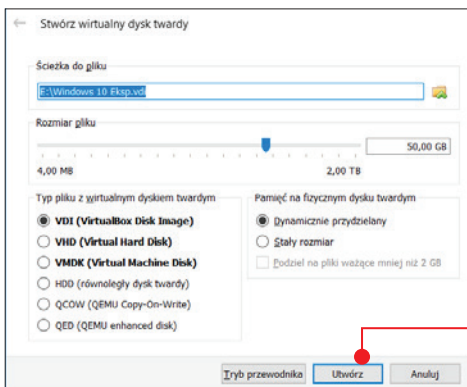 Stwórz wirtualny dysk twardy
Ścieżka do pliku
E:\Windows 10 Eksp.vdi
Rozmiar pliku
50,00 GB
4,00 MB 2,00 TB
Typ pliku z wirtualnym dyskiem twardym
VDI (VirtualBox Disk Image)
VHD (Virtual Hard Disk)
VMDK (Virtual Machine Disk)
HDD (równoległy dysk twardy)
QCOW (QEMU Copy-On-Write)
QED (QEMU enhanced disk)
Pamięć na fizycznym dysku twardym
Dynamicznie przydzielany
Stały rozmiar
Podziel na pliki ważące mniej niż 2 GB
Tryb przewodnika Utwórz Anuluj